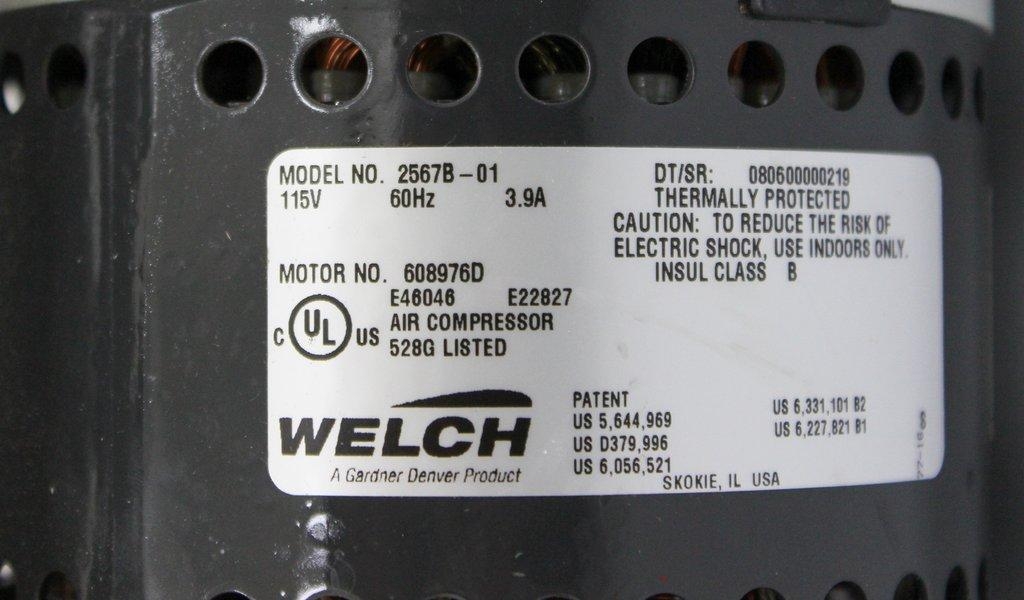 MODEL NO. 2567B-01
115V 60Hz 3.9A
DT/SR: 080600000219
THERMALLY PROTECTED
CAUTION: TO REDUCE THE RISK OF
ELECTRIC SHOCK, USE INDOORS ONLY.
INSUL CLASS B
MOTOR NO. 608976D
E46046 E22827
C UL US
AIR COMPRESSOR
528G LISTED
WELCH
A Gardner Denver Product
PATENT
US 5,644,969
US D379,996
US 6,056,521
US 6,331,101 B2
US 6,227,821 B1
SKOKIE, IL USA